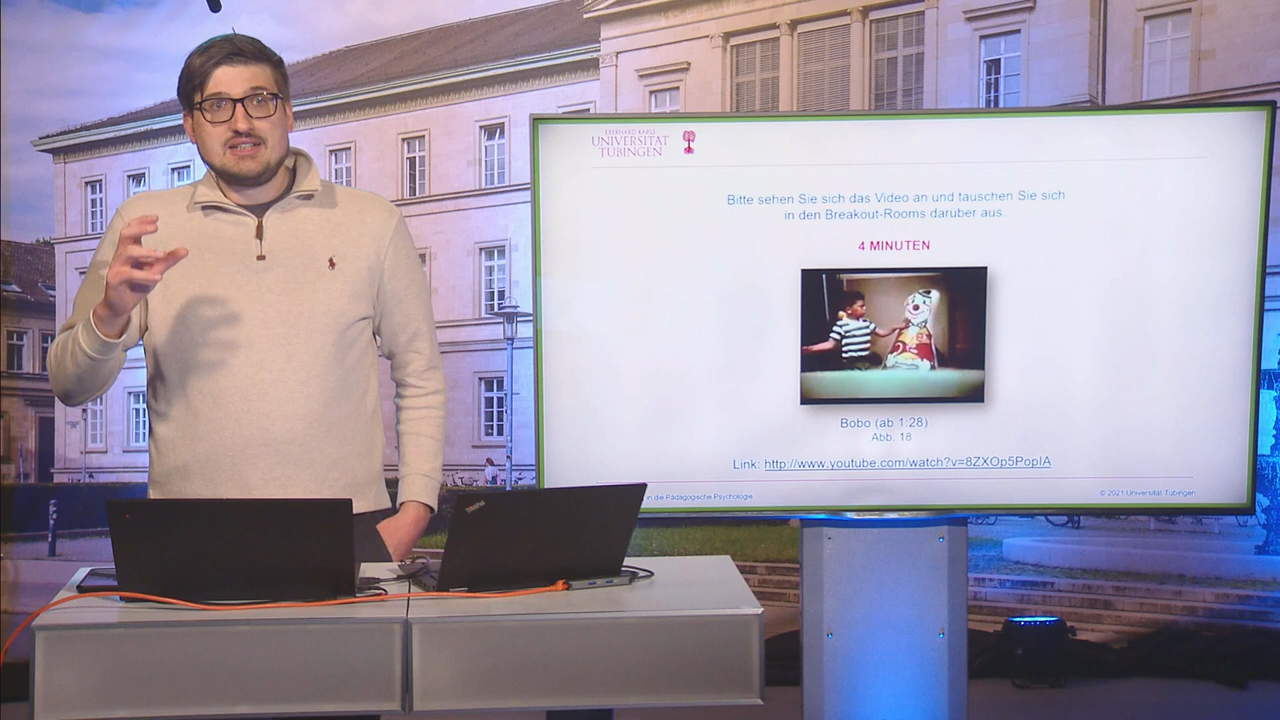 EBERHARD KARLS
UNIVERSITÄT
TÜBINGEN
Bitte sehen Sie sich das Video an und tauschen Sie sich
in den Breakout-Rooms darüber aus.
4 MINUTEN
Bobo (ab 1:28)
Abb. 18
Link: http://www.youtube.com/watch?v=8ZXOp5PopIA
in die Pädagogische Psychologie
© 2021 Universität Tübingen
ThinkPad